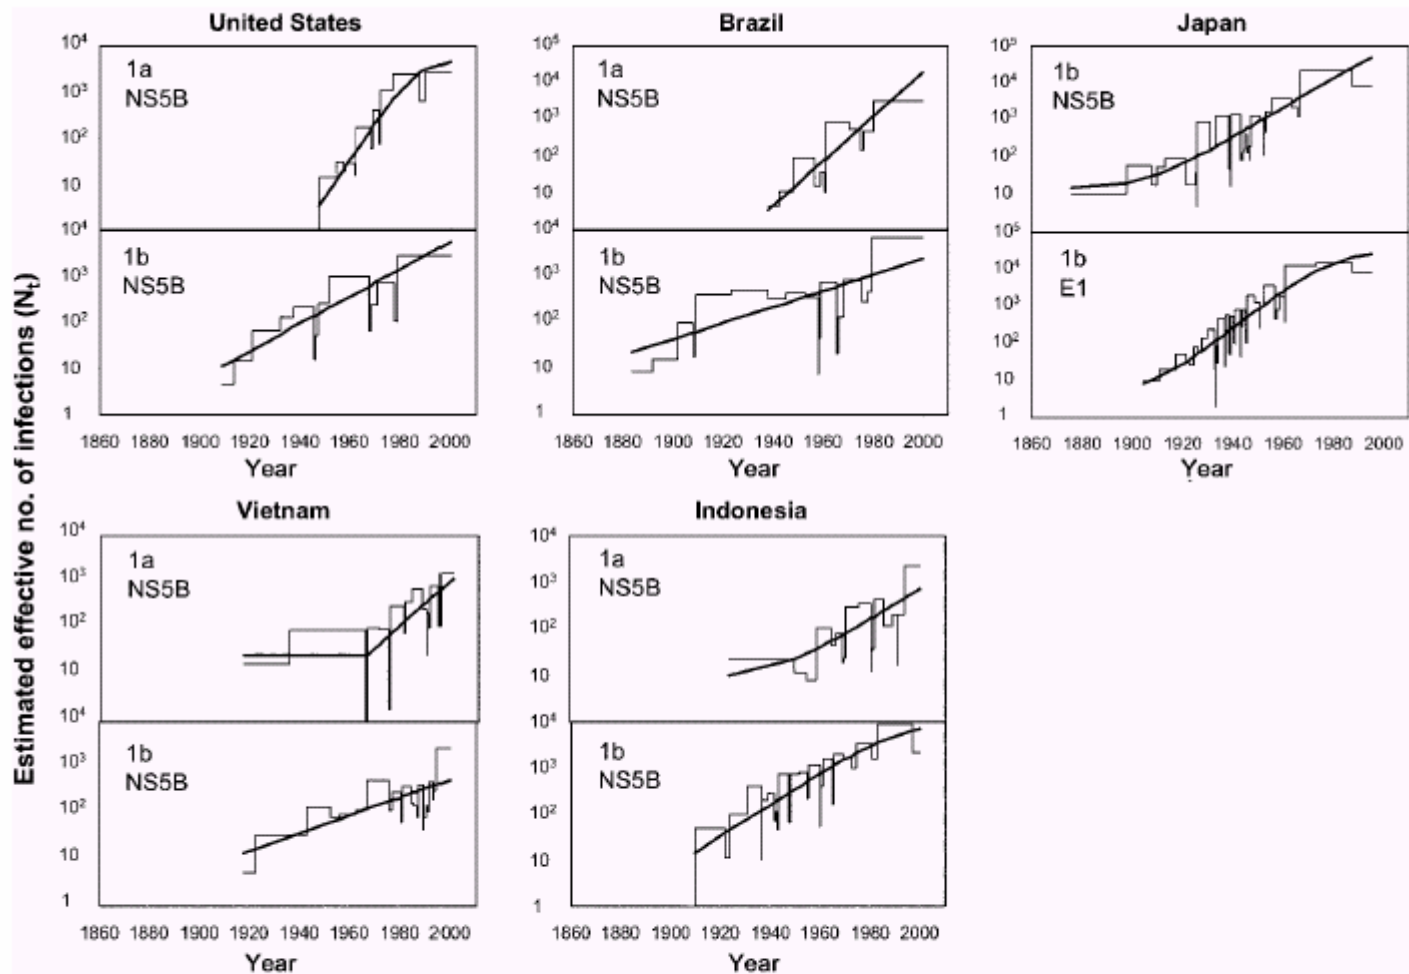 United States
10⁴
10³
10²
10
10⁴
1a
NS5B
10³
10²
10
1
1b
NS5B
1860 1880 1900 1920 1940 1960 1980 2000
Year
Brazil
10⁵
10⁴
10³
10²
10
10⁴
1a
NS5B
10³
10²
10
1
1b
NS5B
1860 1880 1900 1920 1940 1960 1980 2000
Year
Japan
10⁵
10⁴
10³
10²
10
10⁵
1b
NS5B
10⁴
10³
10²
10
1
1b
E1
1860 1900 1920 1940 1960 1980 2000
Year
Estimated effective no. of infections (Nₜ)
Vietnam
10⁴
10³
10²
10
10⁴
1a
NS5B
10³
10²
10
1
1b
NS5B
1860 1880 1900 1920 1940 1960 1980 2000
Year
Indonesia
10⁴
10³
10²
10
10⁴
1a
NS5B
10³
10²
10
1
1b
NS5B
1860 1880 1900 1920 1940 1960 1980 2000
Year